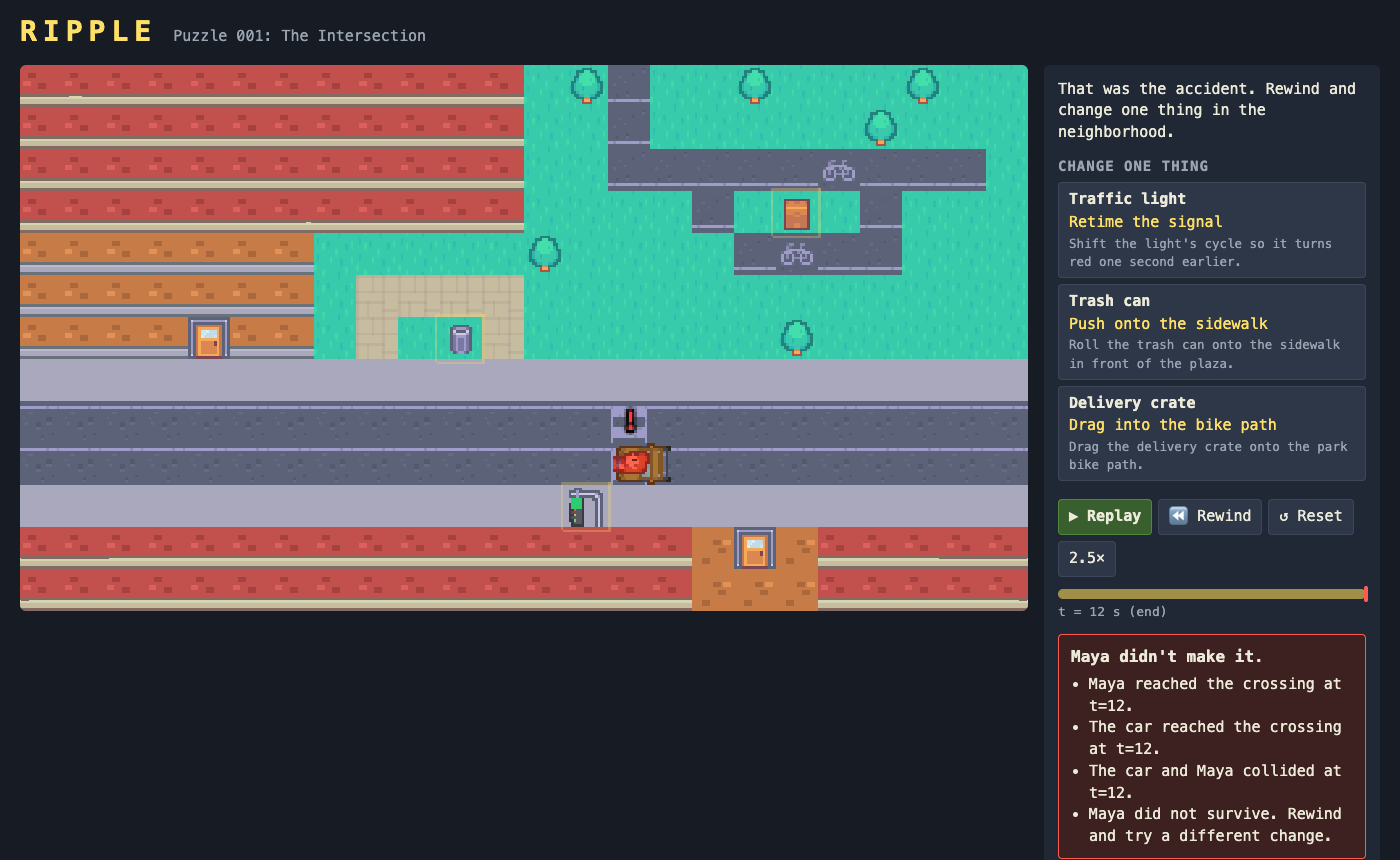 RIPPLE Puzzle 001: The Intersection
That was the accident. Rewind and
change one thing in the
neighborhood.
CHANGE ONE THING
Traffic light
Retime the signal
Shift the light's cycle so it turns
red one second earlier.
Trash can
Push onto the sidewalk
Roll the trash can onto the sidewalk
in front of the plaza.
Delivery crate
Drag into the bike path
Drag the delivery crate onto the park
bike path.
▶ Replay ⏪ Rewind ↺ Reset
2.5×
t = 12 s (end)
Maya didn't make it.
• Maya reached the crossing at
t=12.
• The car reached the crossing
at t=12.
• The car and Maya collided at
t=12.
• Maya did not survive. Rewind
and try a different change.